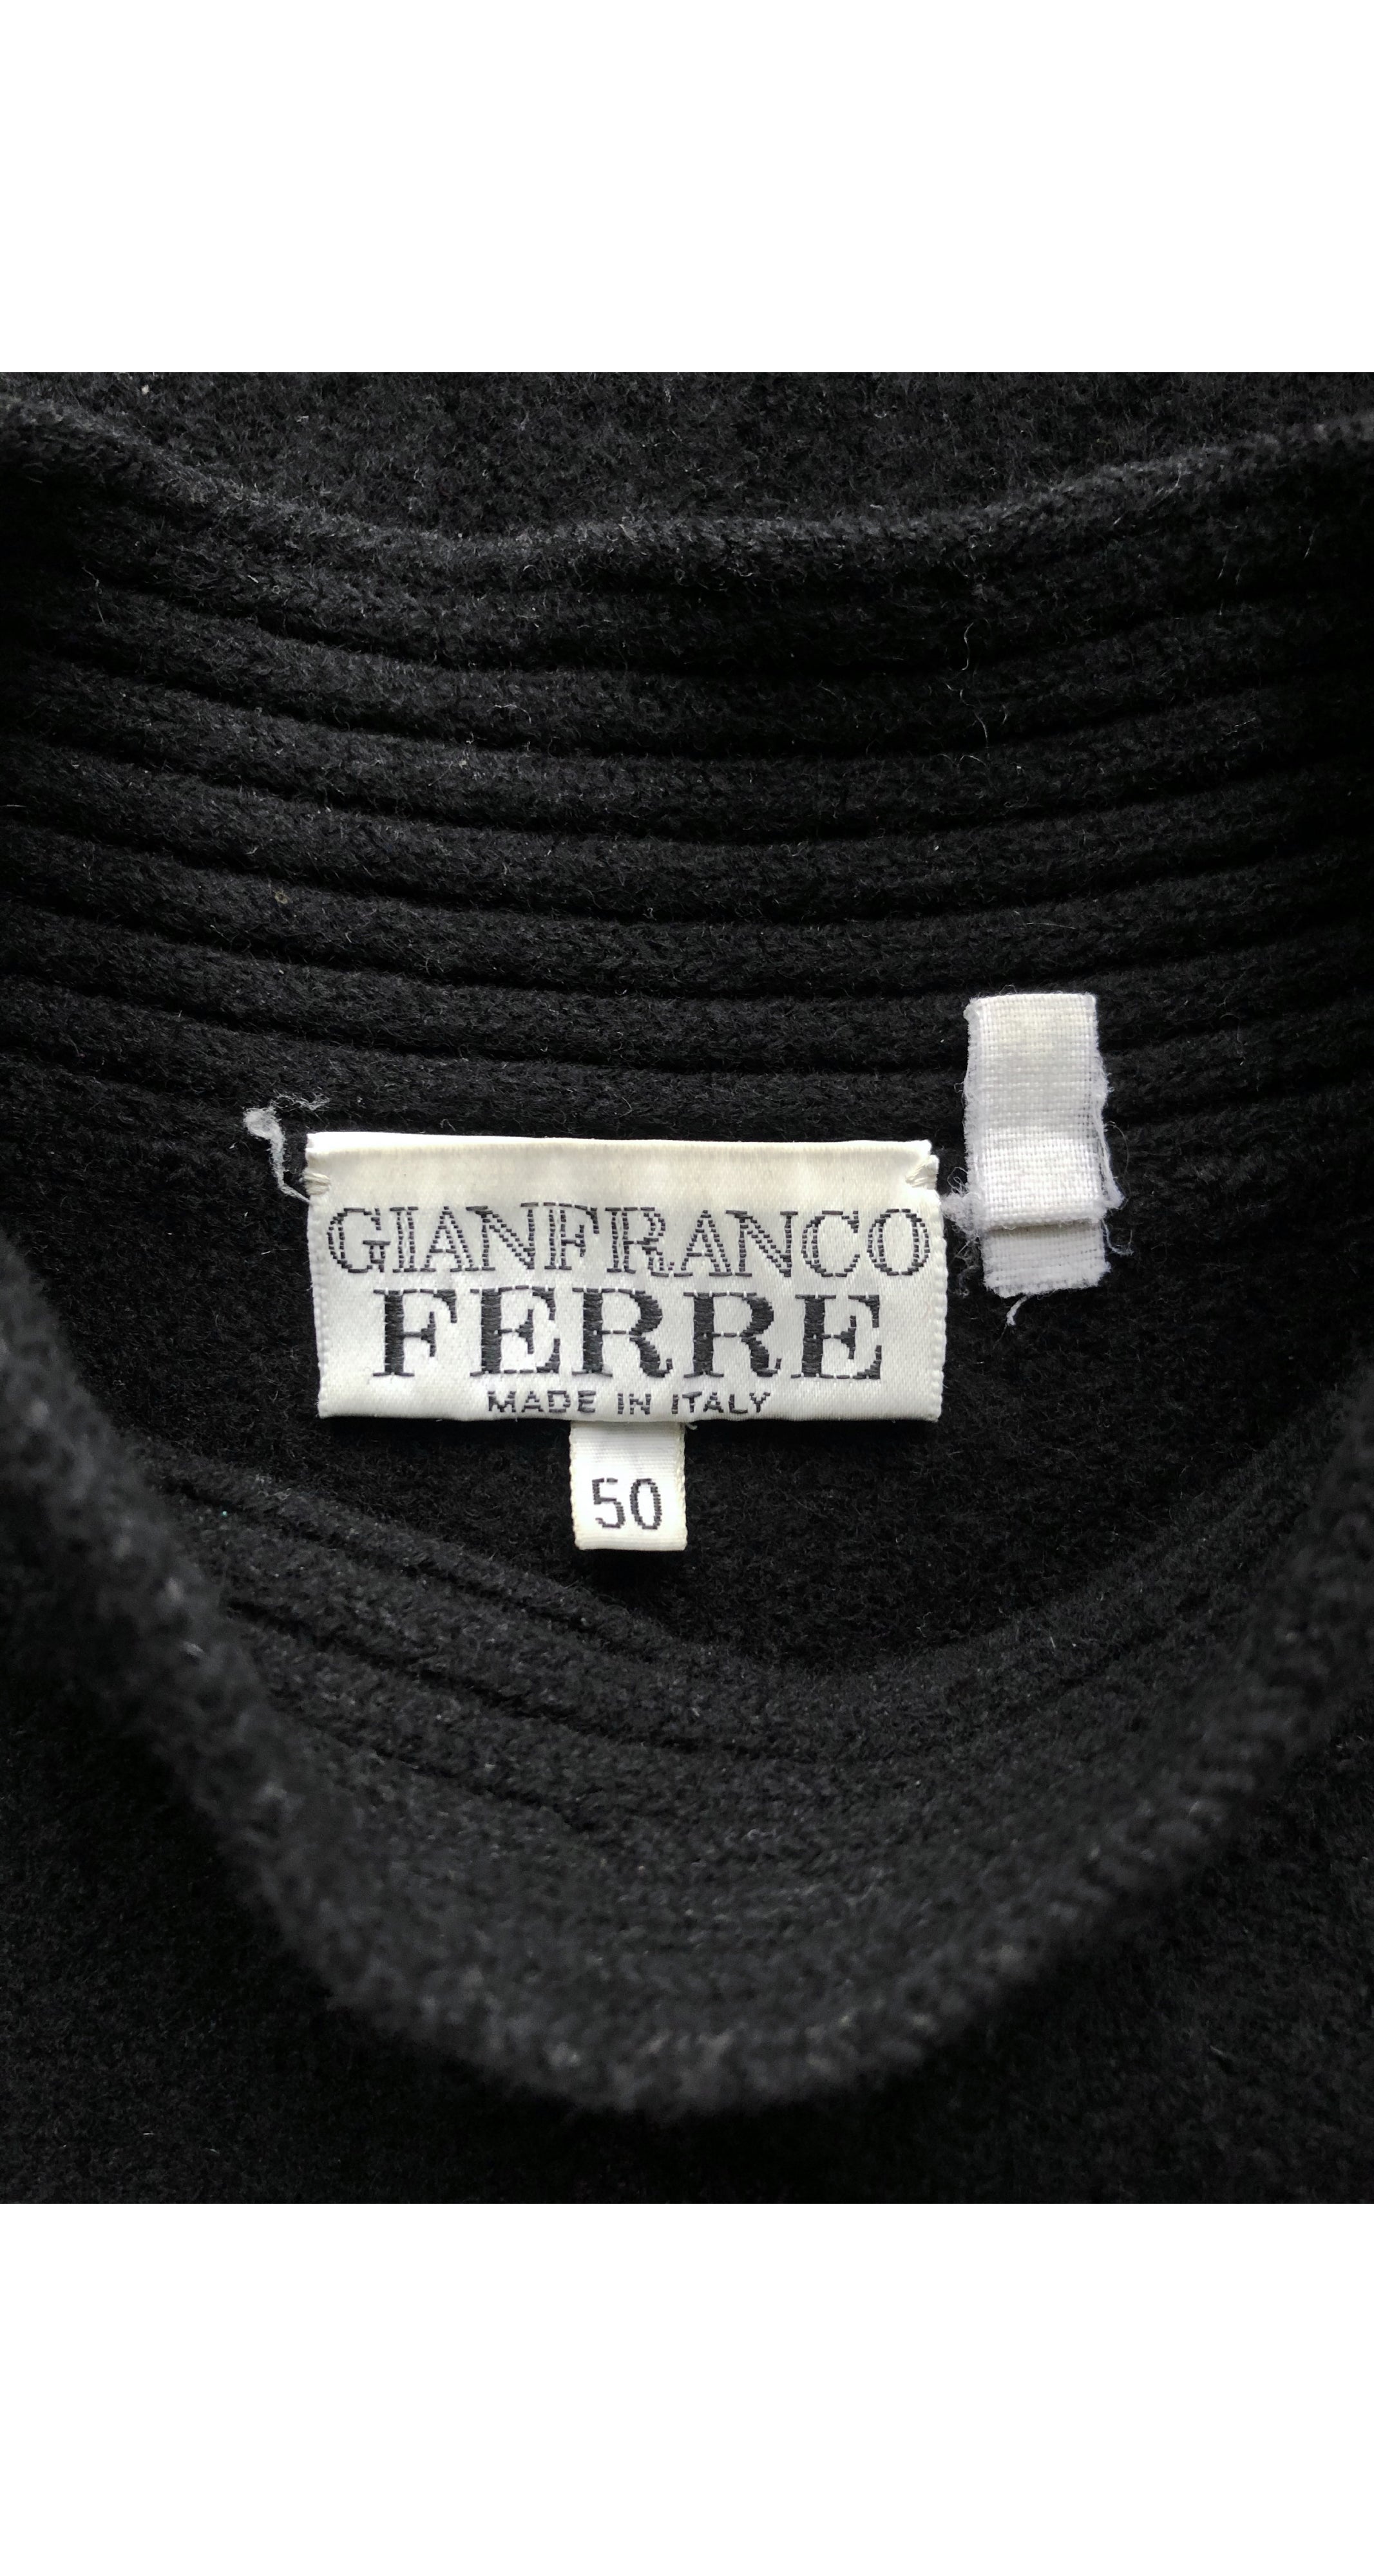 GIANFRANCO
FERRE
MADE IN ITALY
50